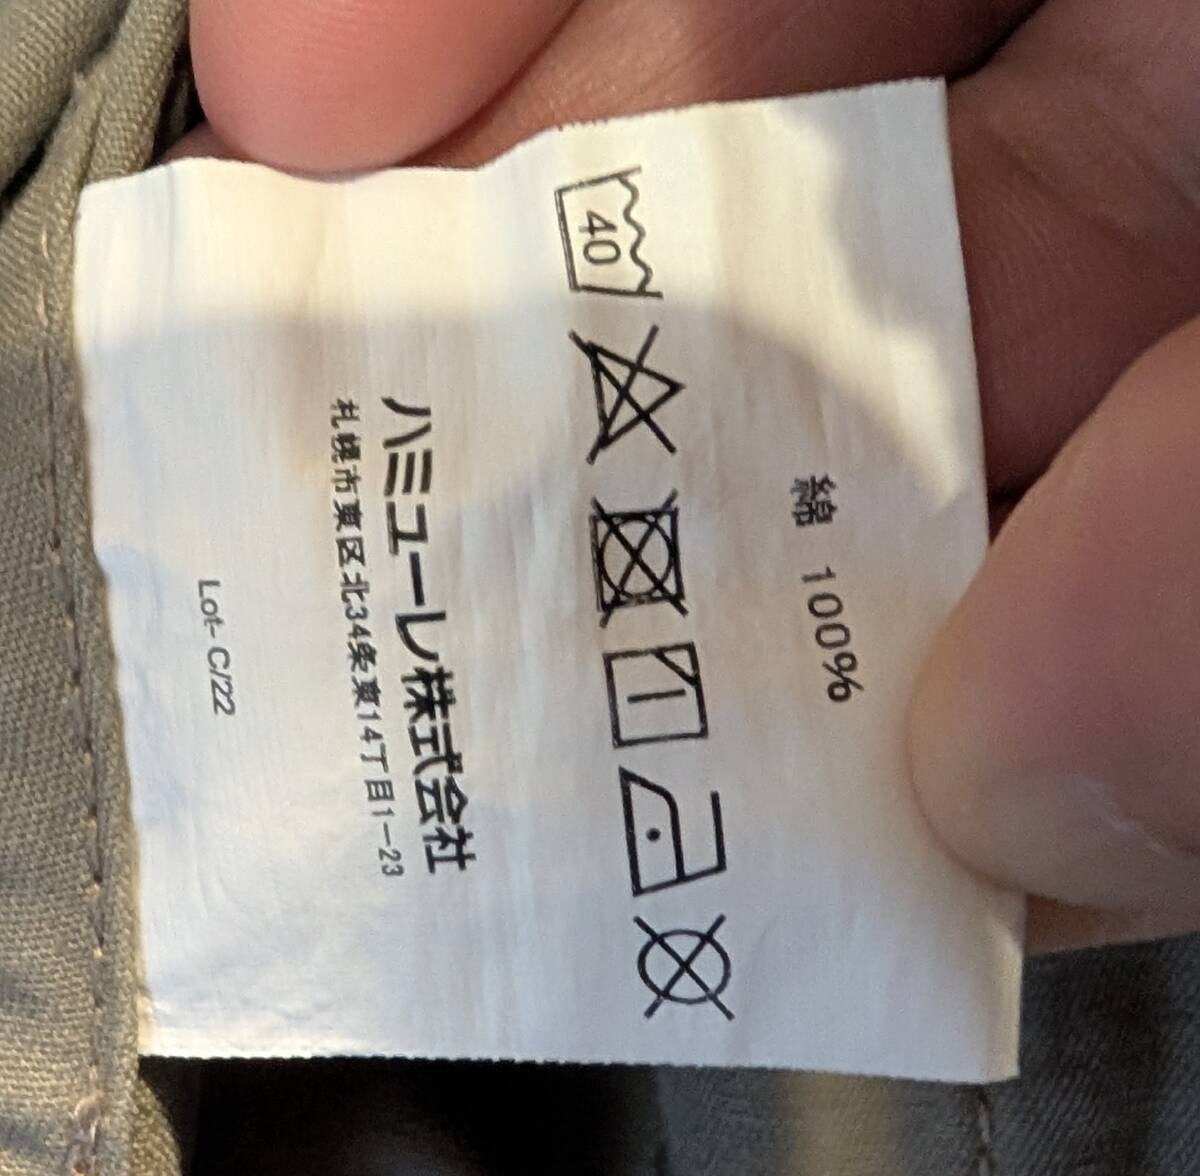 綿 100%
40
ハミューレ株式会社
札幌市東区北34条東14丁目1-23
Lot- C/22